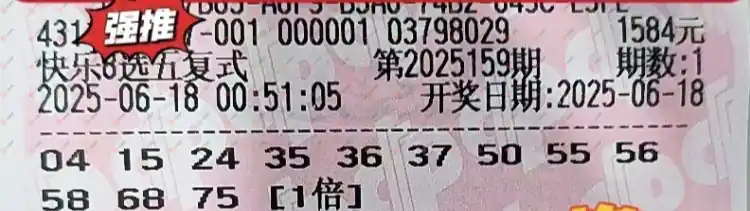 强推
431 -001 000001 03798029 1584元
快乐8选五复式 第2025159期 期数:1
2025-06-18 00:51:05 开奖日期:2025-06-18
04 15 24 35 36 37 50 55 56
58 68 75 [1倍]